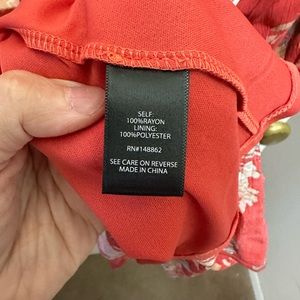 SELF:
100%RAYON
LINING:
100%POLYESTER
RN#148862
SEE CARE ON REVERSE
MADE IN CHINA